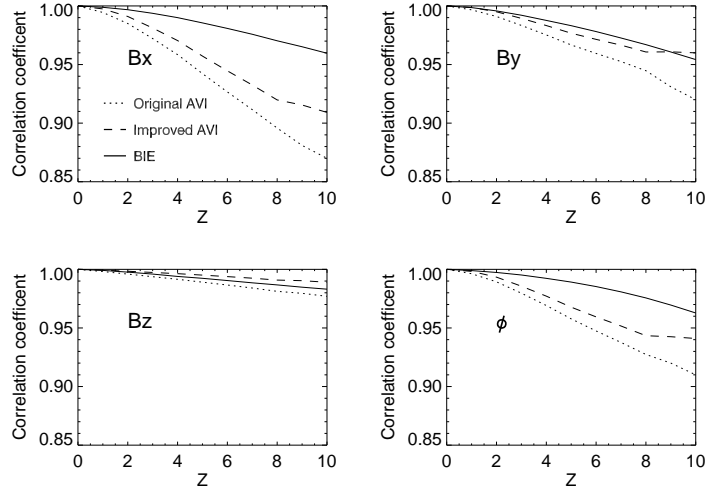 Correlation coefficent
1.00
0.95
0.90
0.85
Bx
Original AVI
Improved AVI
BIE
0 2 4 6 8 10
Z
Correlation coefficent
1.00
0.95
0.90
0.85
By
0 2 4 6 8 10
Z
Correlation coefficent
1.00
0.95
0.90
0.85
Bz
0 2 4 6 8 10
Z
Correlation coefficent
1.00
0.95
0.90
0.85
ϕ
0 2 4 6 8 10
Z